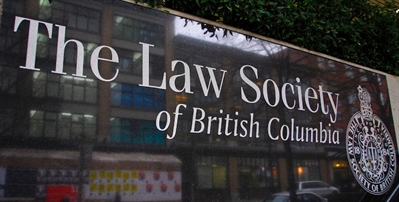 The Law Society
of British Columbia